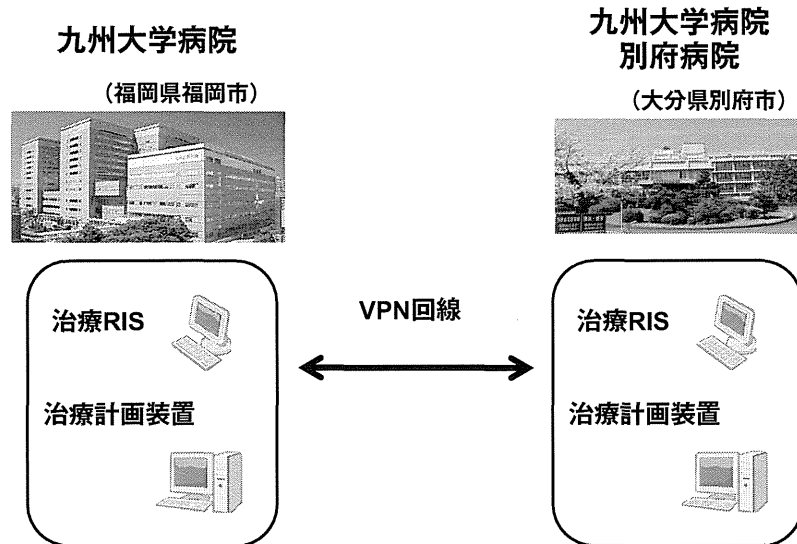 九州大学病院
（福岡県福岡市）
九州大学病院
別府病院
（大分県別府市）
治療RIS
治療計画装置
VPN回線
治療RIS
治療計画装置